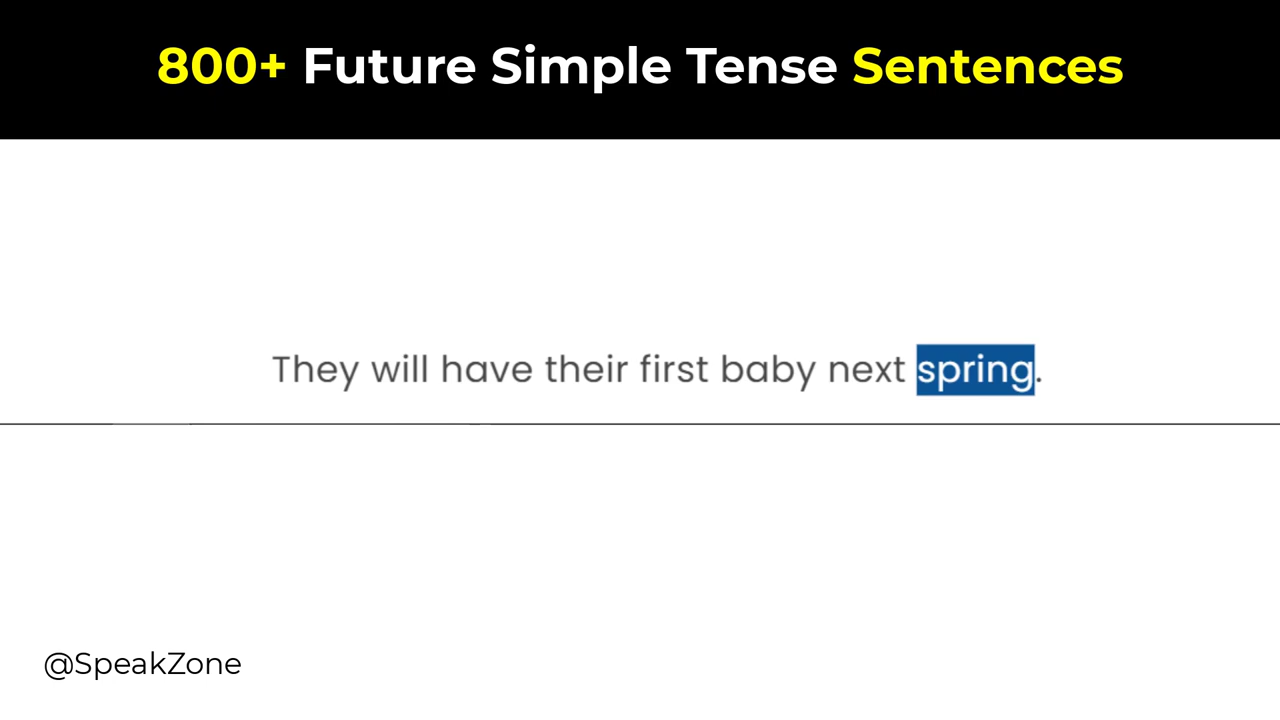 800+ Future Simple Tense Sentences
They will have their first baby next spring.
@SpeakZone